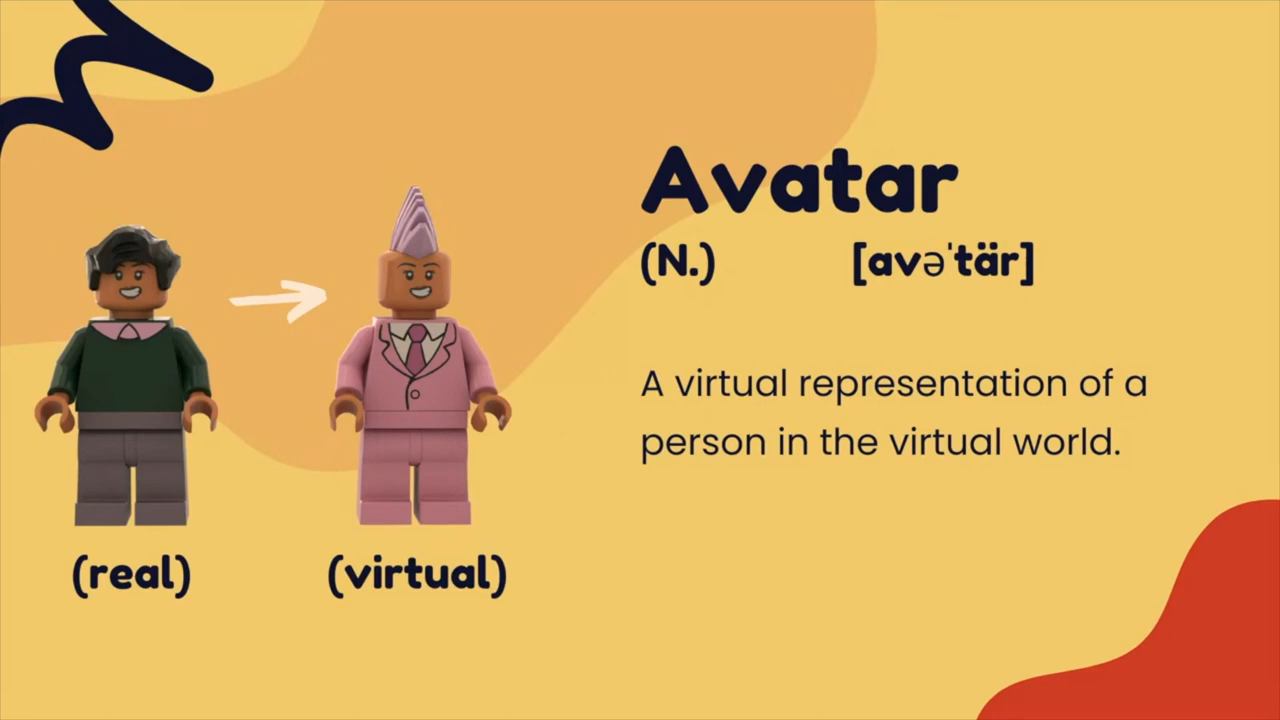 Avatar
(N.) [avəˈtär]
A virtual representation of a
person in the virtual world.
(real)
(virtual)